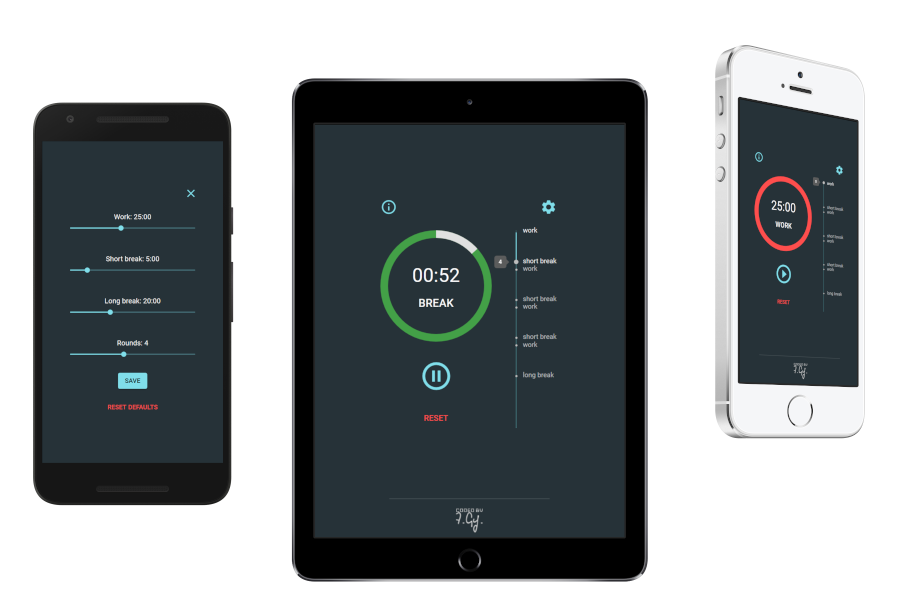 Work: 25:00
Short break: 5:00
Long break: 20:00
Rounds: 4
SAVE
RESET DEFAULTS
work
4
short break
work
short break
work
short break
work
long break
00:52
BREAK
RESET
CODED BY
work
short break
work
short break
work
short break
work
long break
25:00
WORK
RESET
CODED BY